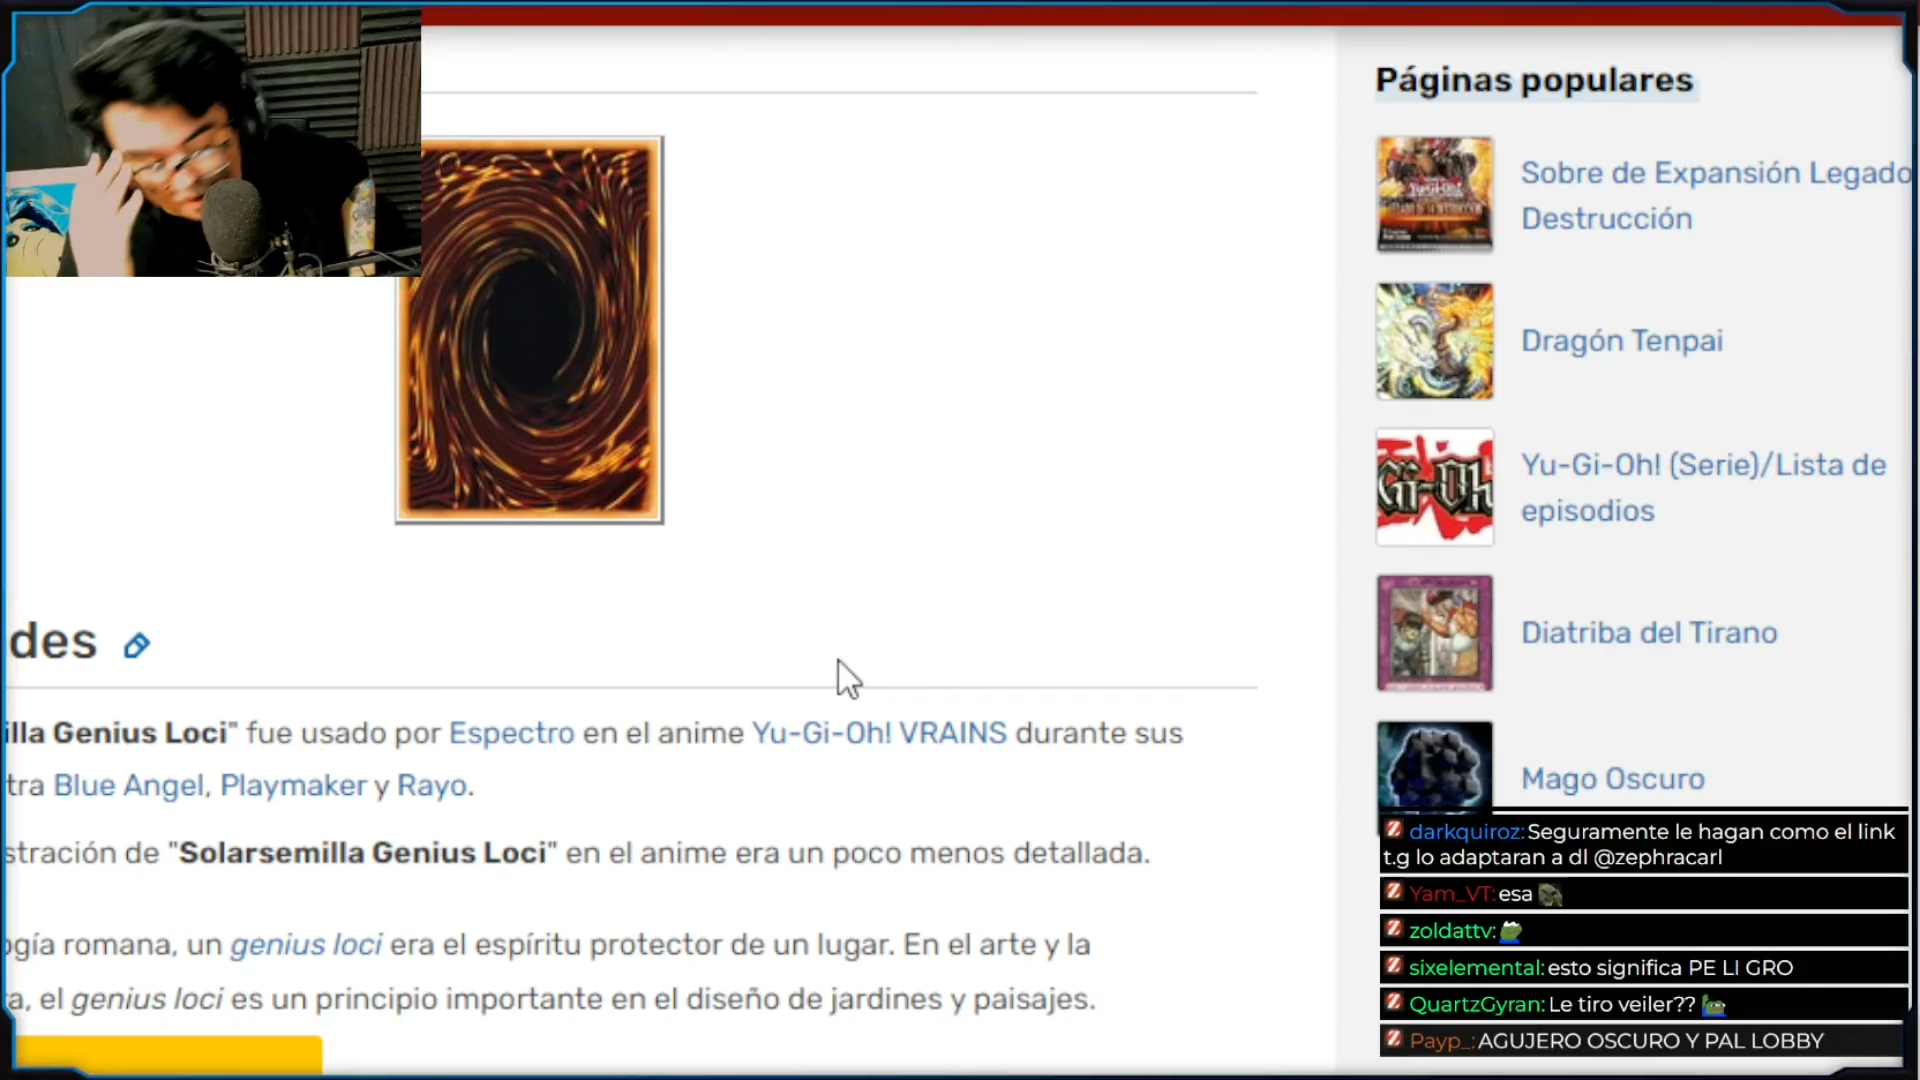 des
illa Genius Loci" fue usado por Espectro en el anime Yu-Gi-Oh! VRAINS durante sus
tra Blue Angel, Playmaker y Rayo.
stración de "Solarsemilla Genius Loci" en el anime era un poco menos detallada.
ogía romana, un genius loci era el espíritu protector de un lugar. En el arte y la
a, el genius loci es un principio importante en el diseño de jardines y paisajes.
Páginas populares
Yu-Gi-Oh!
Sobre de Expansión Legado
Destrucción
Dragón Tenpai
Gi-Oh
Yu-Gi-Oh! (Serie)/Lista de
episodios
Diatriba del Tirano
Mago Oscuro
darkquiroz: Seguramente le hagan como el link
t.g lo adaptaran a dl @zephracarl
Yam_VT: esa
zoldattv:
sixelemental: esto significa PE LI GRO
QuartzGyran: Le tiro veiler??
Payp_: AGUJERO OSCURO Y PAL LOBBY